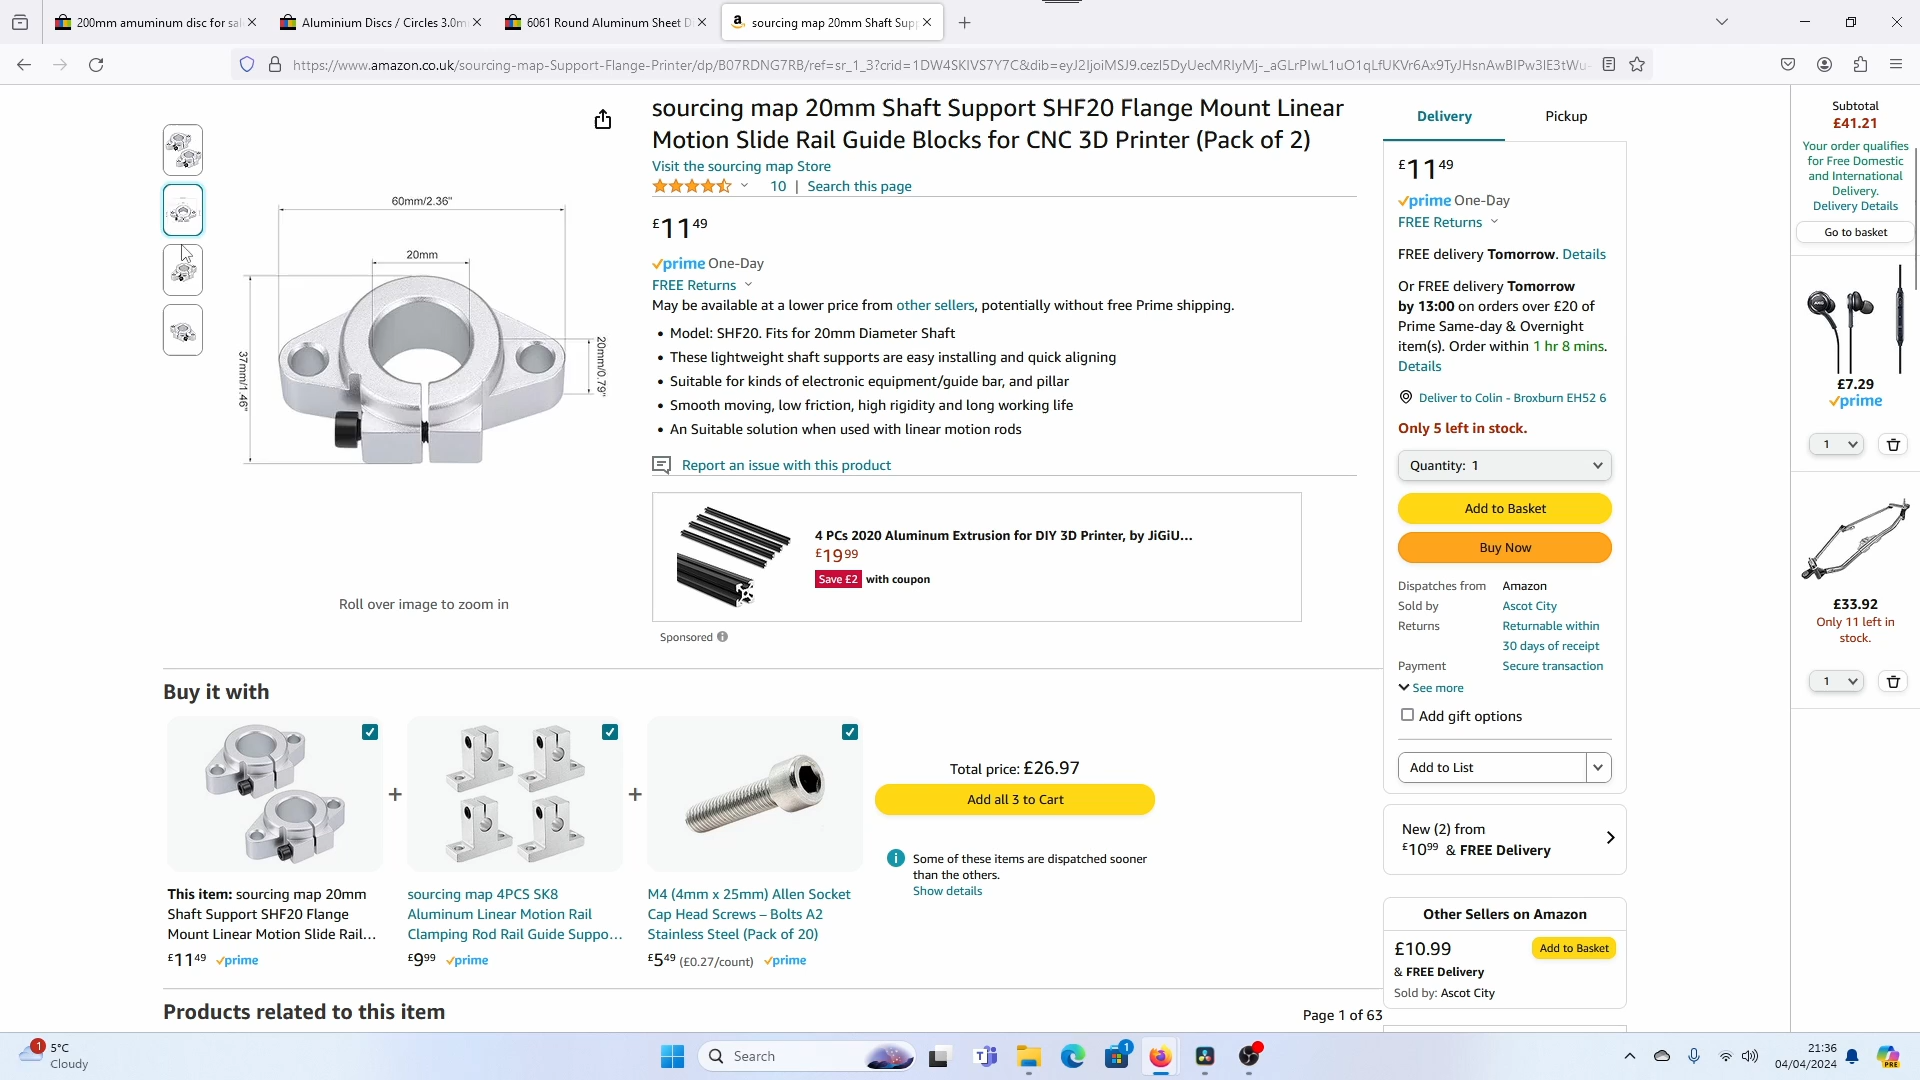 200mm amuminum disc for sal
Aluminium Discs / Circles 3.0m
6061 Round Aluminum Sheet D
sourcing map 20mm Shaft Supp
https://www.amazon.co.uk/sourcing-map-Support-Flange-Printer/dp/B07RDNG7RB/ref=sr_1_3?crid=1DW4SKIVS7Y7C&dib=eyJ2IjoiMSJ9.cezI5DyUecMRIyMj-_aGLrPIwL1uO1qLfUKVr6Ax9TyJHsnAwBIPw3IE3tWu-
sourcing map 20mm Shaft Support SHF20 Flange Mount Linear
Motion Slide Rail Guide Blocks for CNC 3D Printer (Pack of 2)
Visit the sourcing map Store
10 | Search this page
£11 49
prime One-Day
FREE Returns
May be available at a lower price from other sellers, potentially without free Prime shipping.
• Model: SHF20. Fits for 20mm Diameter Shaft
• These lightweight shaft supports are easy installing and quick aligning
• Suitable for kinds of electronic equipment/guide bar, and pillar
• Smooth moving, low friction, high rigidity and long working life
• An Suitable solution when used with linear motion rods
Report an issue with this product
60mm/2.36"
20mm
37mm/1.46"
20mm/0.79"
Roll over image to zoom in
4 PCs 2020 Aluminum Extrusion for DIY 3D Printer, by JiGiU...
£19 99
Save £2 with coupon
Sponsored
Delivery
Pickup
£11 49
prime One-Day
FREE Returns
FREE delivery Tomorrow. Details
Or FREE delivery Tomorrow
by 13:00 on orders over £20 of
Prime Same-day & Overnight
item(s). Order within 1 hr 8 mins.
Details
Deliver to Colin - Broxburn EH52 6
Only 5 left in stock.
Quantity: 1
Add to Basket
Buy Now
Dispatches from Amazon
Sold by Ascot City
Returns Returnable within
30 days of receipt
Payment Secure transaction
See more
Add gift options
Add to List
New (2) from
£10 99 & FREE Delivery
Other Sellers on Amazon
£10.99
Add to Basket
& FREE Delivery
Sold by: Ascot City
Subtotal
£41.21
Your order qualifies
for Free Domestic
and International
Delivery.
Delivery Details
Go to basket
£7.29
prime
1
£33.92
Only 11 left in
stock.
1
Buy it with
+
+
This item: sourcing map 20mm
Shaft Support SHF20 Flange
Mount Linear Motion Slide Rail...
£11 49 prime
sourcing map 4PCS SK8
Aluminum Linear Motion Rail
Clamping Rod Rail Guide Suppo...
£9 99 prime
M4 (4mm x 25mm) Allen Socket
Cap Head Screws – Bolts A2
Stainless Steel (Pack of 20)
£5 49 (£0.27/count) prime
Total price: £26.97
Add all 3 to Cart
Some of these items are dispatched sooner
than the others.
Show details
Products related to this item
Page 1 of 63
1
5°C
Cloudy
Search
1
21:36
04/04/2024
PRE